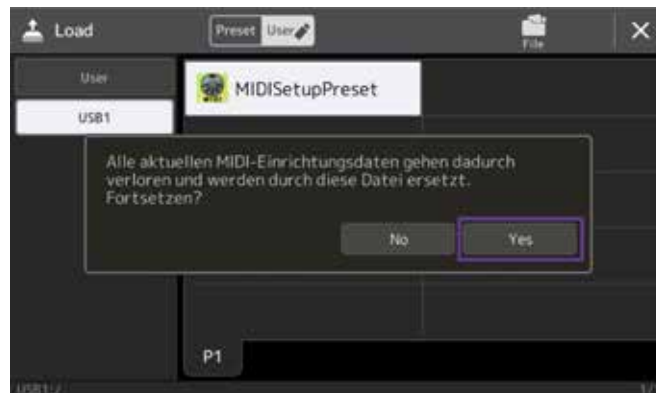 Load
Preset User
File
User
USB1
MIDISetupPreset
Alle aktuellen MIDI-Einrichtungsdaten gehen dadurch
verloren und werden durch diese Datei ersetzt.
Fortsetzen?
No
Yes
P1
USB1:/